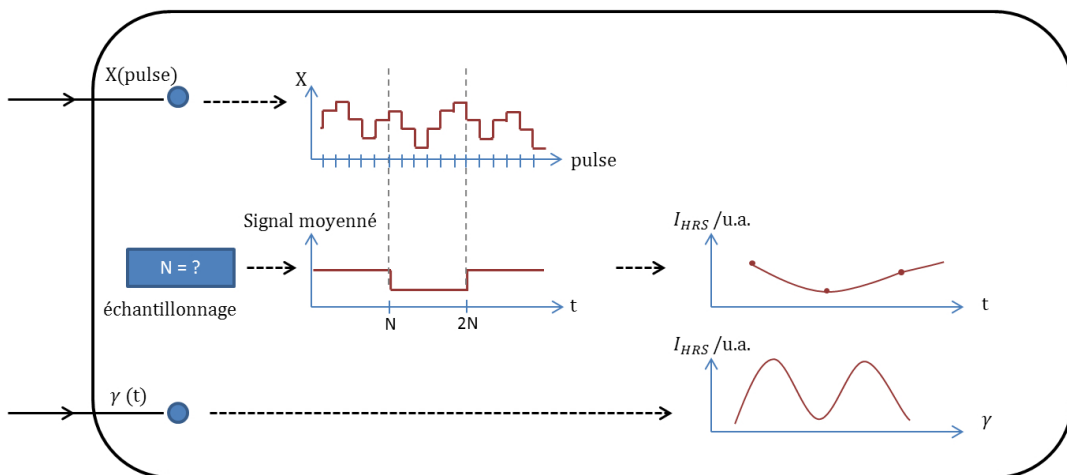 X(pulse)
X
pulse
Signal moyenné
N = ?
échantillonnage
N
2N
t
I_HRS /u.a.
t
I_HRS /u.a.
γ (t)
γ